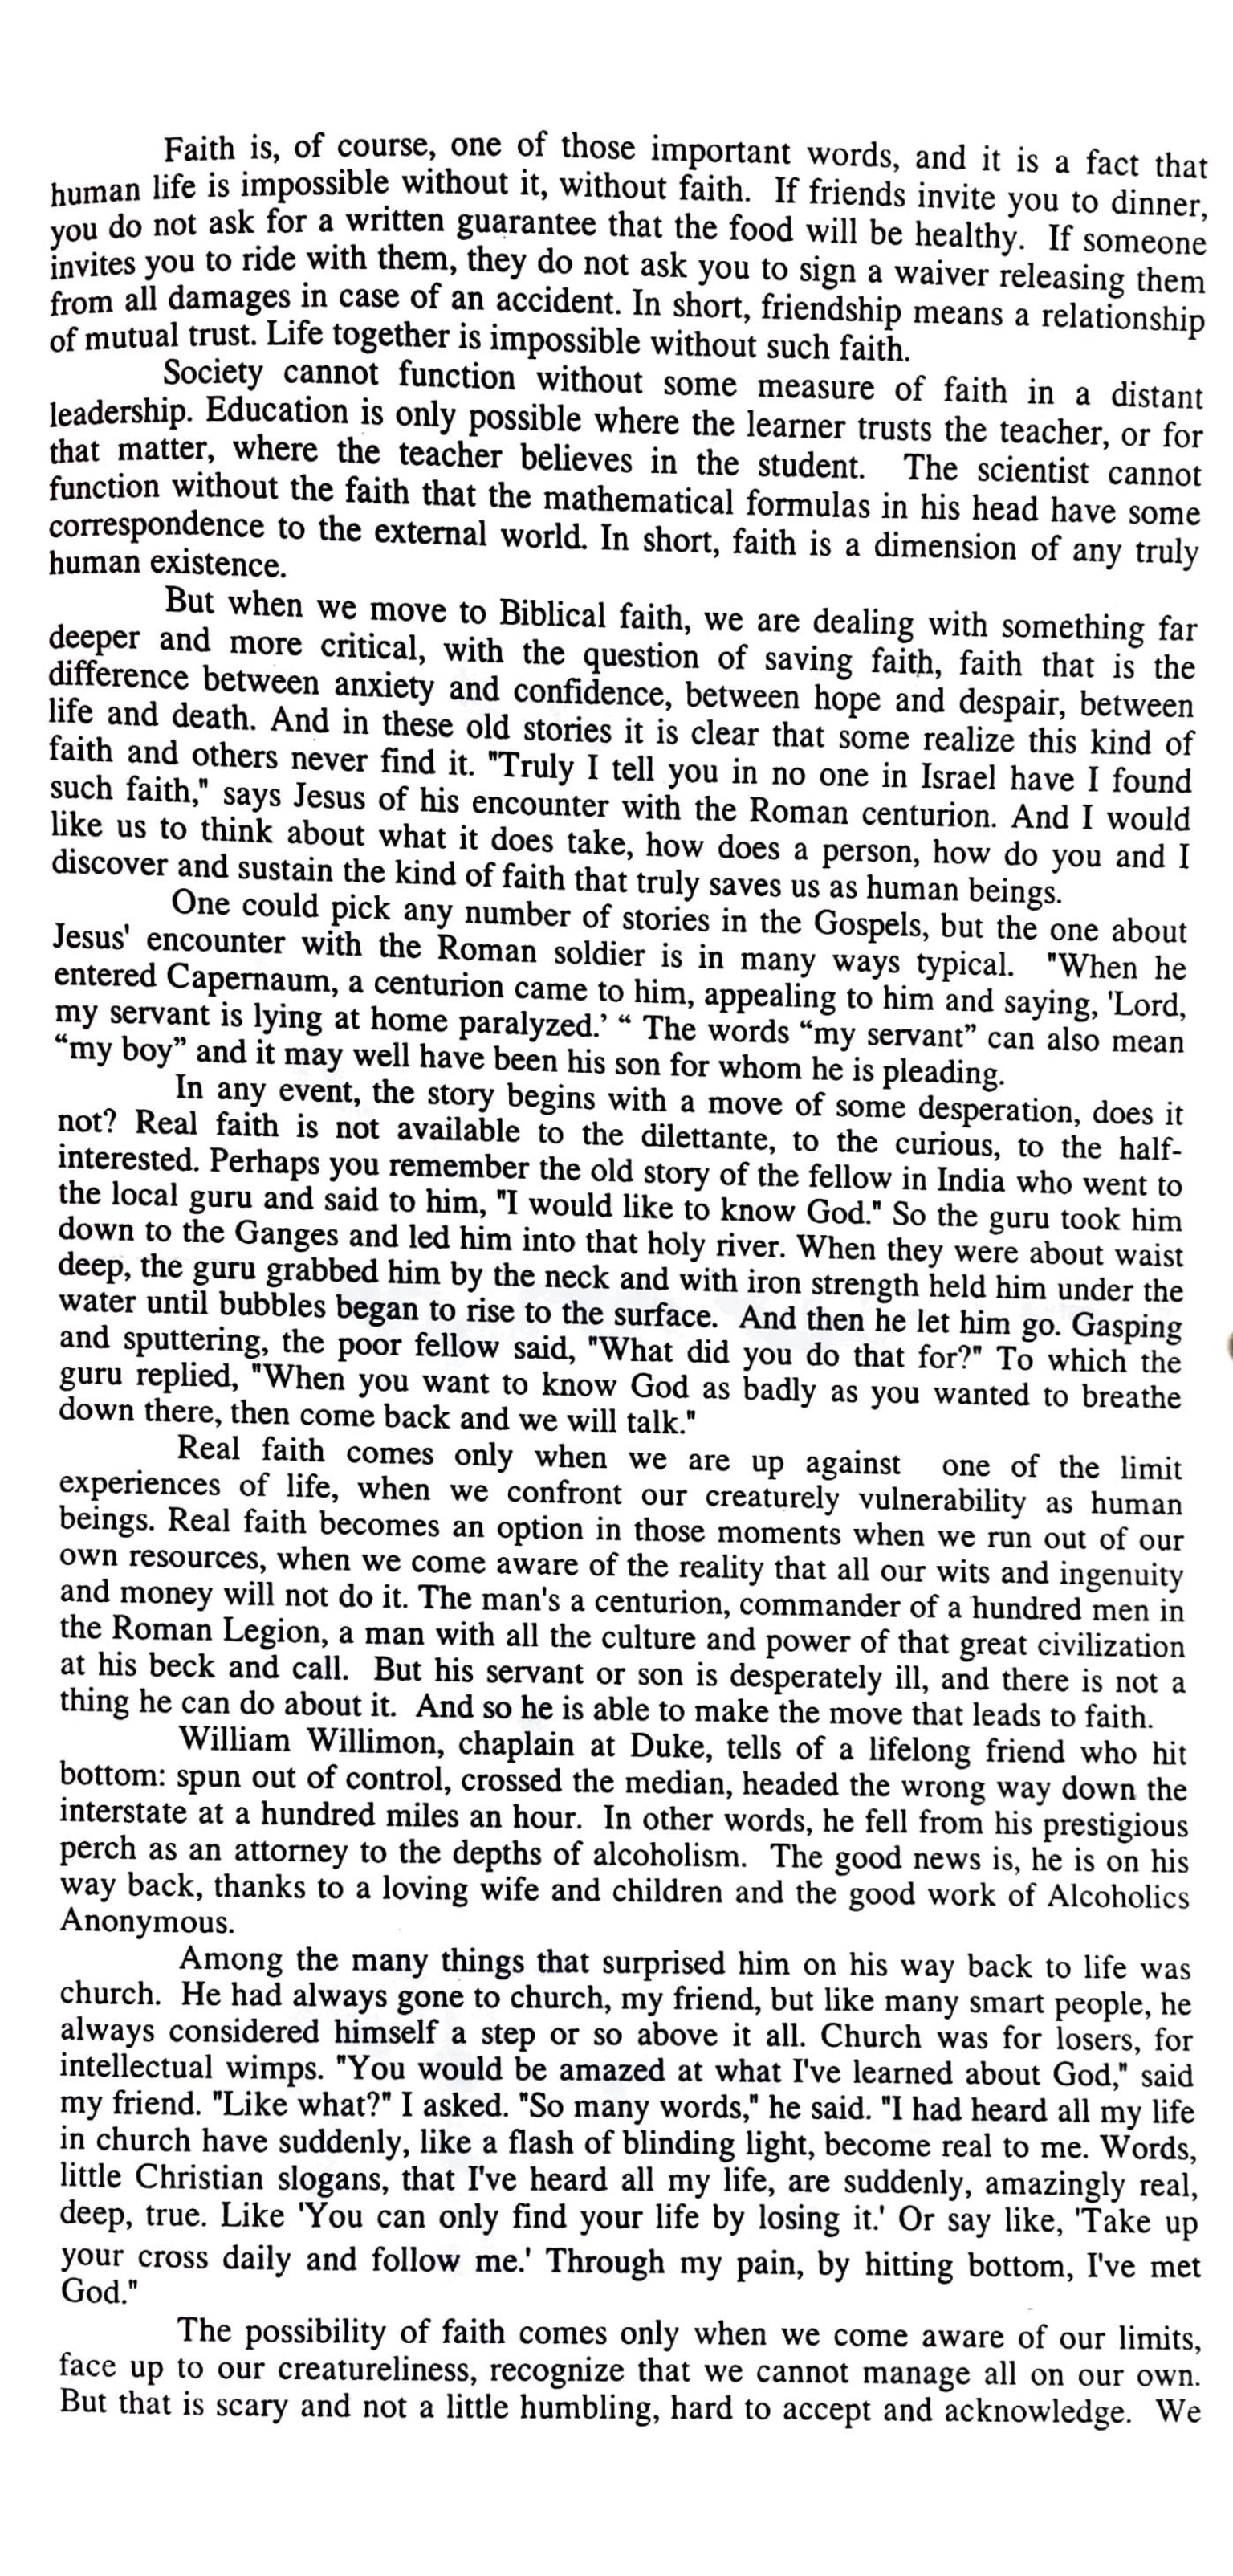 Faith is, of course, one of those important words, and it is a fact that
human life is impossible without it, without faith. If friends invite you to dinner,
you do not ask for a written guarantee that the food will be healthy. If someone
invites you to ride with them, they do not ask you to sign a waiver releasing them
from all damages in case of an accident. In short, friendship means a relationship
of mutual trust. Life together is impossible without such faith.
Society cannot function without some measure of faith in a distant
leadership. Education is only possible where the learner trusts the teacher, or for
that matter, where the teacher believes in the student. The scientist cannot
function without the faith that the mathematical formulas in his head have some
correspondence to the external world. In short, faith is a dimension of any truly
human existence.
But when we move to Biblical faith, we are dealing with something far
deeper and more critical, with the question of saving faith, faith that is the
difference between anxiety and confidence, between hope and despair, between
life and death. And in these old stories it is clear that some realize this kind of
faith and others never find it. "Truly I tell you in no one in Israel have I found
such faith," says Jesus of his encounter with the Roman centurion. And I would
like us to think about what it does take, how does a person, how do you and I
discover and sustain the kind of faith that truly saves us as human beings.
One could pick any number of stories in the Gospels, but the one about
Jesus' encounter with the Roman soldier is in many ways typical. "When he
entered Capernaum, a centurion came to him, appealing to him and saying, 'Lord,
my servant is lying at home paralyzed.’ “ The words “my servant” can also mean
“my boy” and it may well have been his son for whom he is pleading.
In any event, the story begins with a move of some desperation, does it
not? Real faith is not available to the dilettante, to the curious, to the half-
interested. Perhaps you remember the old story of the fellow in India who went to
the local guru and said to him, "I would like to know God." So the guru took him
down to the Ganges and led him into that holy river. When they were about waist
deep, the guru grabbed him by the neck and with iron strength held him under the
water until bubbles began to rise to the surface. And then he let him go. Gasping
and sputtering, the poor fellow said, "What did you do that for?" To which the
guru replied, "When you want to know God as badly as you wanted to breathe
down there, then come back and we will talk."
Real faith comes only when we are up against one of the limit
experiences of life, when we confront our creaturely vulnerability as human
beings. Real faith becomes an option in those moments when we run out of our
own resources, when we come aware of the reality that all our wits and ingenuity
and money will not do it. The man's a centurion, commander of a hundred men in
the Roman Legion, a man with all the culture and power of that great civilization
at his beck and call. But his servant or son is desperately ill, and there is not a
thing he can do about it. And so he is able to make the move that leads to faith.
William Willimon, chaplain at Duke, tells of a lifelong friend who hit
bottom: spun out of control, crossed the median, headed the wrong way down the
interstate at a hundred miles an hour. In other words, he fell from his prestigious
perch as an attorney to the depths of alcoholism. The good news is, he is on his
way back, thanks to a loving wife and children and the good work of Alcoholics
Anonymous.
Among the many things that surprised him on his way back to life was
church. He had always gone to church, my friend, but like many smart people, he
always considered himself a step or so above it all. Church was for losers, for
intellectual wimps. "You would be amazed at what I've learned about God," said
my friend. "Like what?" I asked. "So many words," he said. "I had heard all my life
in church have suddenly, like a flash of blinding light, become real to me. Words,
little Christian slogans, that I've heard all my life, are suddenly, amazingly real,
deep, true. Like 'You can only find your life by losing it.' Or say like, 'Take up
your cross daily and follow me.' Through my pain, by hitting bottom, I've met
God."
The possibility of faith comes only when we come aware of our limits,
face up to our creatureliness, recognize that we cannot manage all on our own.
But that is scary and not a little humbling, hard to accept and acknowledge. We